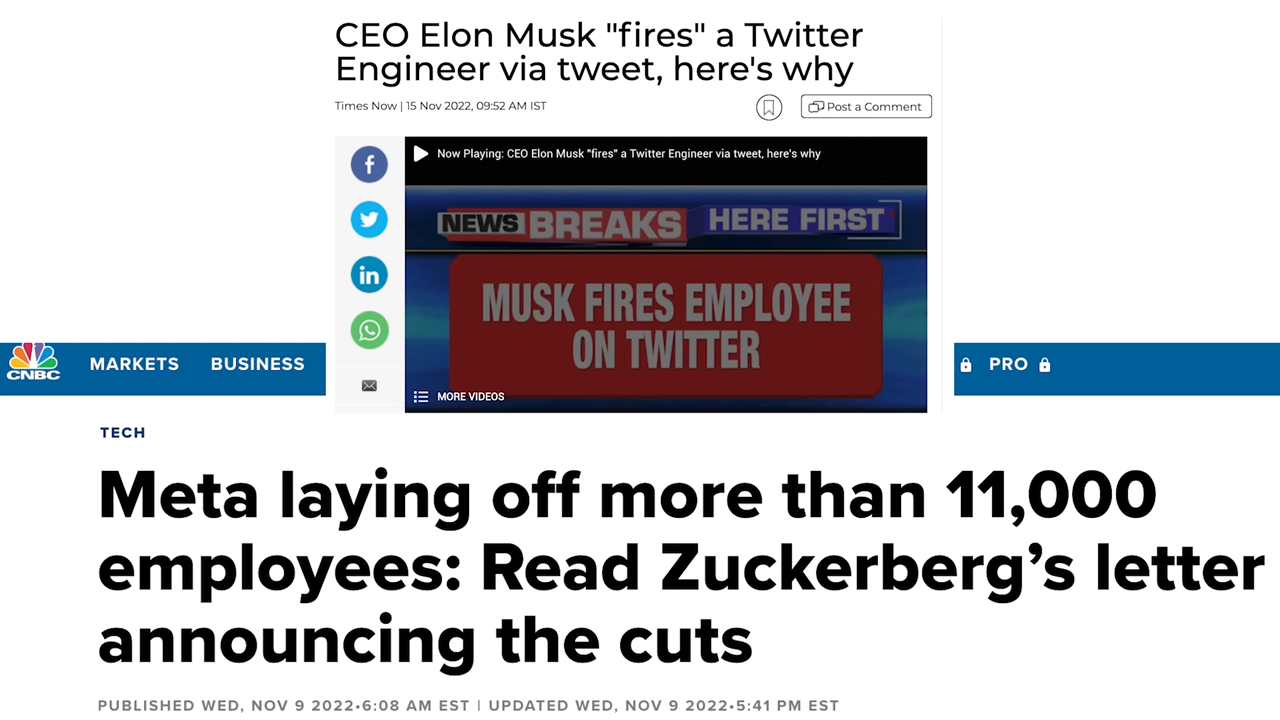 CEO Elon Musk "fires" a Twitter
Engineer via tweet, here's why
Times Now | 15 Nov 2022, 09:52 AM IST
Post a Comment
Now Playing: CEO Elon Musk "fires" a Twitter Engineer via tweet, here's why
NEWS BREAKS HERE FIRST
MUSK FIRES EMPLOYEE
ON TWITTER
MORE VIDEOS
CNBC MARKETS BUSINESS PRO
TECH
Meta laying off more than 11,000
employees: Read Zuckerberg’s letter
announcing the cuts
PUBLISHED WED, NOV 9 2022•6:08 AM EST | UPDATED WED, NOV 9 2022•5:41 PM EST